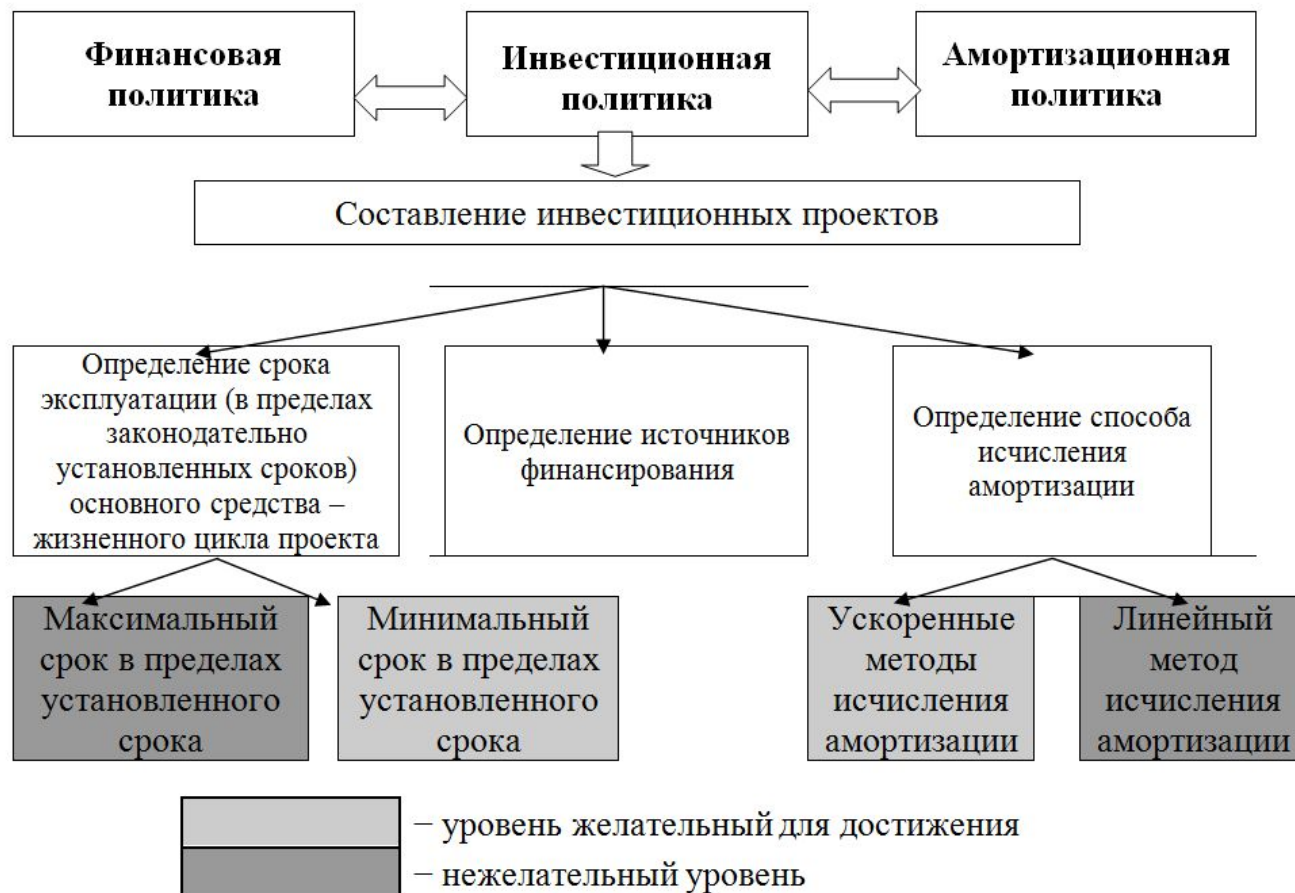 Финансовая
политика
Инвестиционная
политика
Амортизационная
политика
Составление инвестиционных проектов
Определение срока
эксплуатации (в пределах
законодательно
установленных сроков)
основного средства –
жизненного цикла проекта
Определение источников
финансирования
Определение способа
исчисления
амортизации
Максимальный
срок в пределах
установленного
срока
Минимальный
срок в пределах
установленного
срока
Ускоренные
методы
исчисления
амортизации
Линейный
метод
исчисления
амортизации
– уровень желательный для достижения
– нежелательный уровень